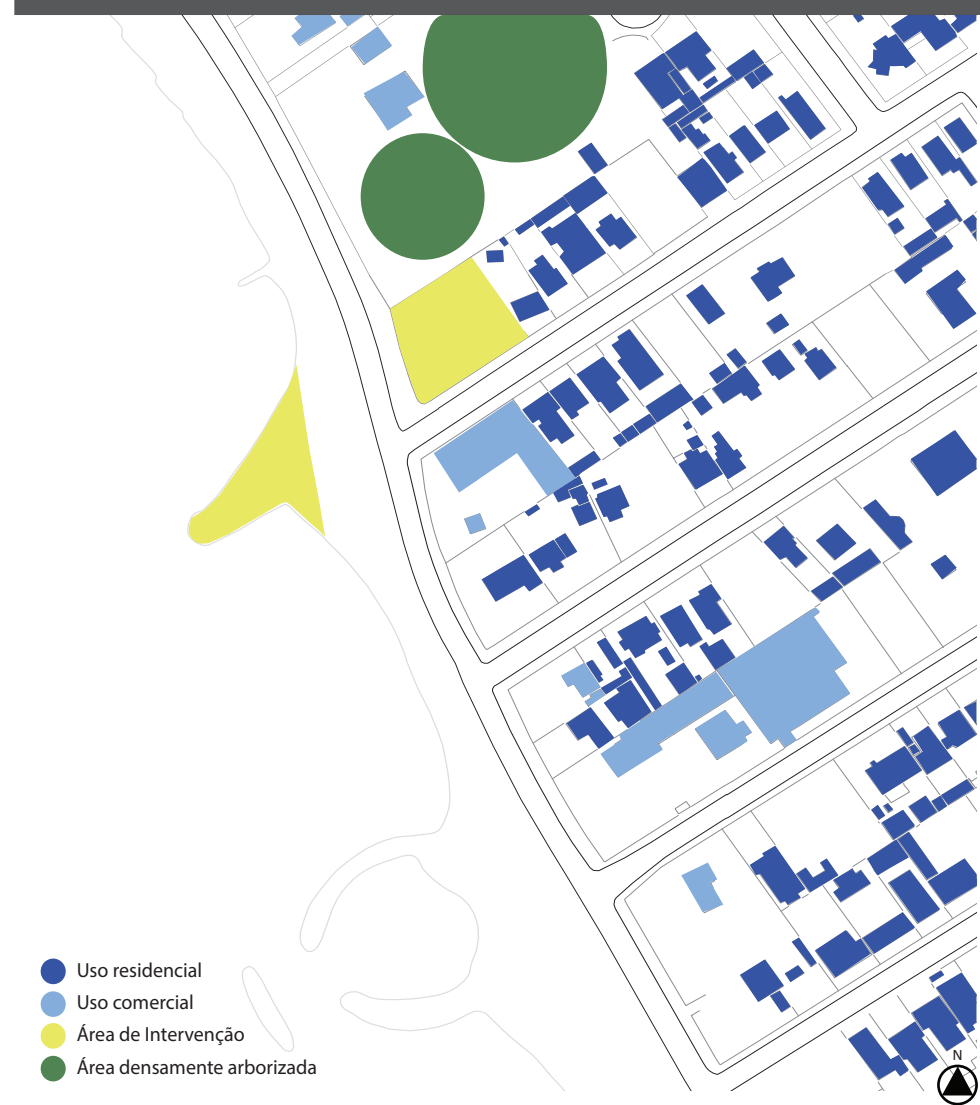 Uso residencial
Uso comercial
Área de Intervenção
Área densamente arborizada
N